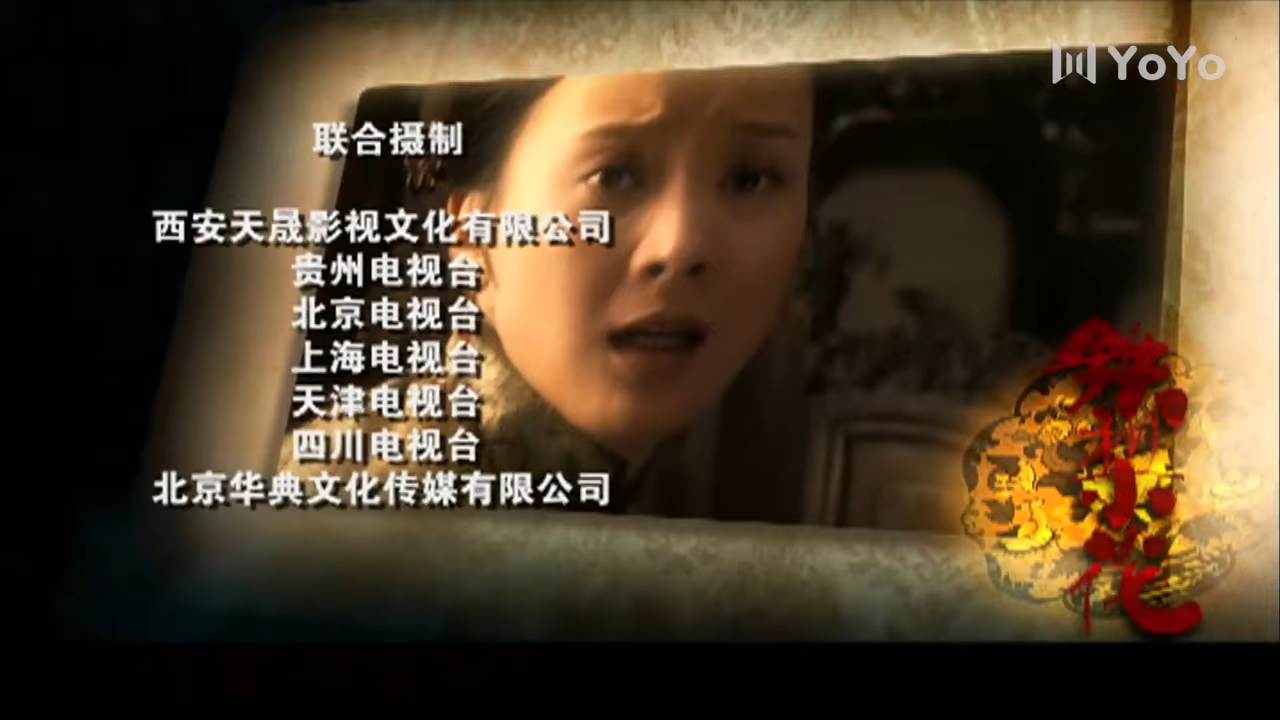 YoYo
联合摄制
西安天晟影视文化有限公司
贵州电视台
北京电视台
上海电视台
天津电视台
四川电视台
北京华典文化传媒有限公司